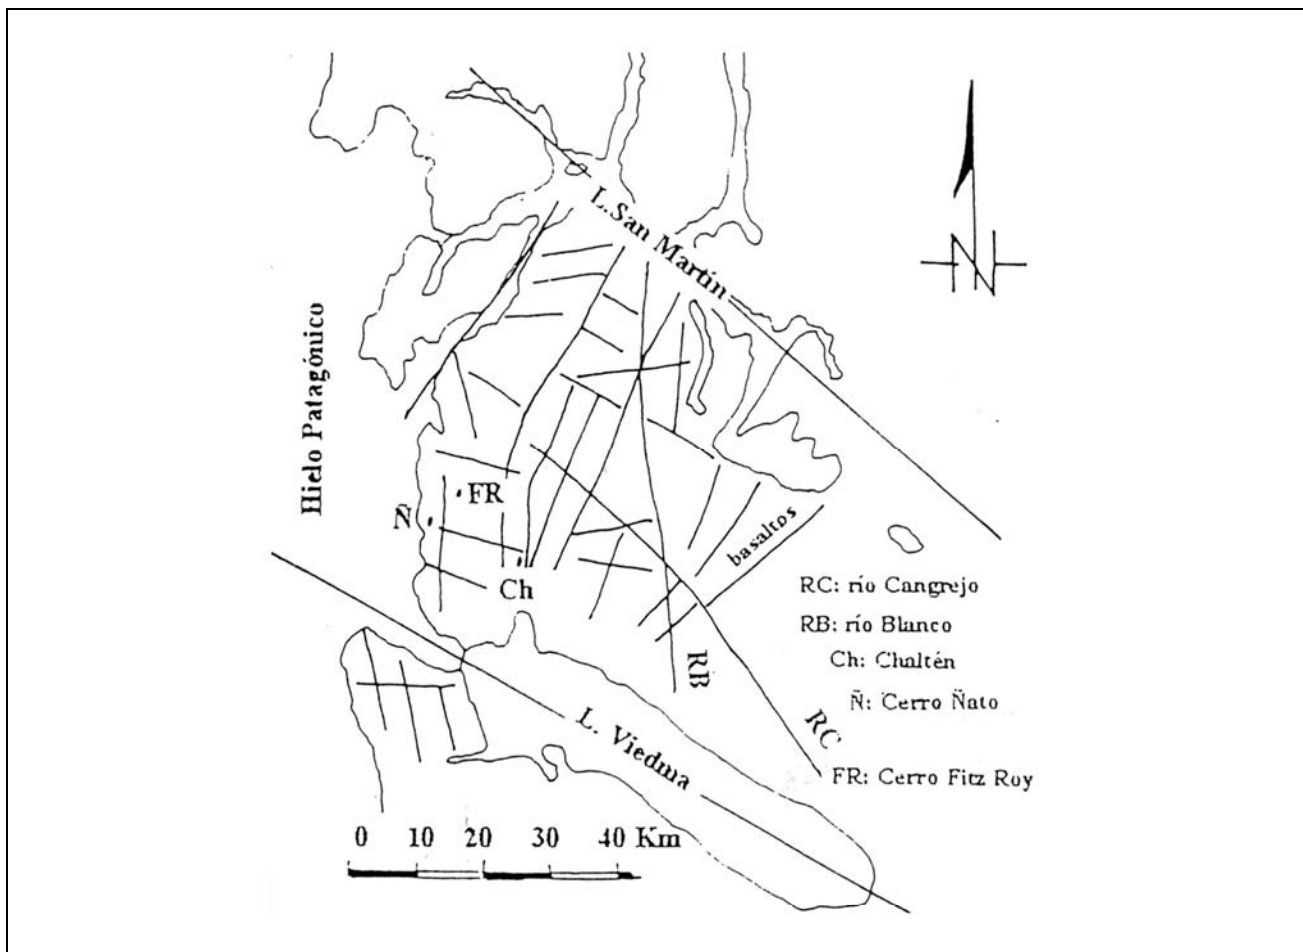 L. San Martín
N
Hielo Patagónico
FR
Ñ
basaltos
Ch
RC: río Cangrejo
RB: río Blanco
Ch: Chaltén
Ñ: Cerro Ñato
FR: Cerro Fitz Roy
RB
RC
L. Viedma
0 10 20 30 40 Km